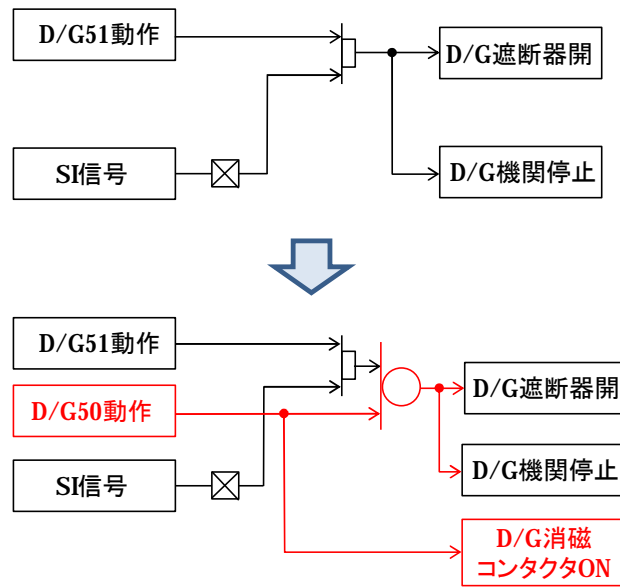 D/G51動作
D/G遮断器開
SI信号
D/G機関停止
D/G51動作
D/G遮断器開
D/G50動作
D/G機関停止
SI信号
D/G消磁
コンタクタON